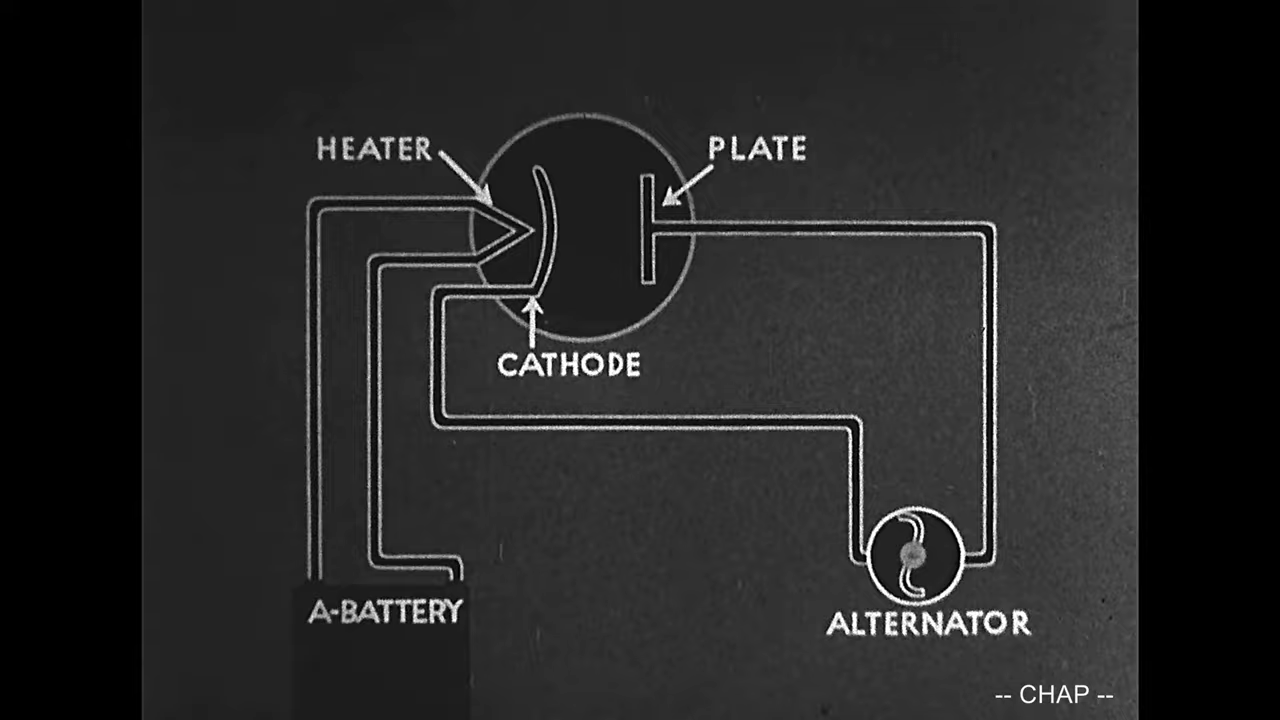 HEATER
PLATE
CATHODE
A-BATTERY
ALTERNATOR
-- CHAP --